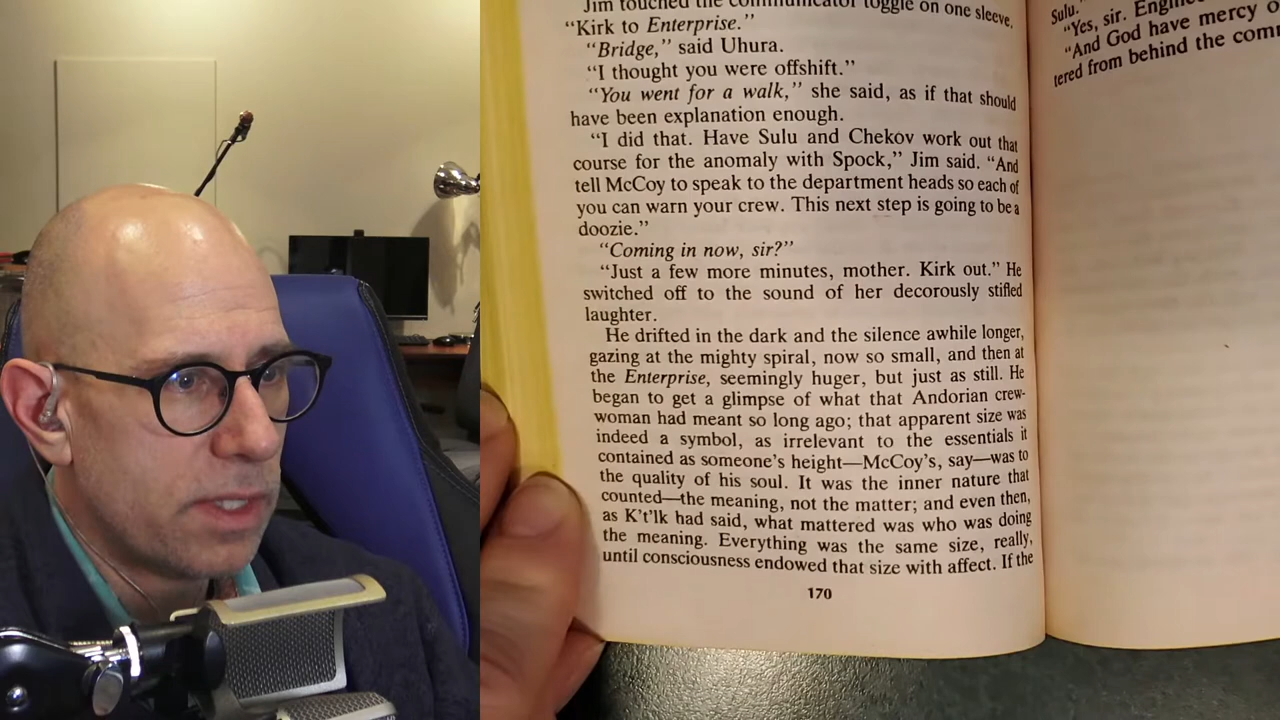 Jim touched the communicator toggle on one sleeve.
“Kirk to Enterprise.”
“Bridge,” said Uhura.
“I thought you were offshift.”
“You went for a walk,” she said, as if that should
have been explanation enough.
“I did that. Have Sulu and Chekov work out that
course for the anomaly with Spock,” Jim said. “And
tell McCoy to speak to the department heads so each of
you can warn your crew. This next step is going to be a
doozie.”
“Coming in now, sir?”
“Just a few more minutes, mother. Kirk out.” He
switched off to the sound of her decorously stifled
laughter.
He drifted in the dark and the silence awhile longer,
gazing at the mighty spiral, now so small, and then at
the Enterprise, seemingly huger, but just as still. He
began to get a glimpse of what that Andorian crew-
woman had meant so long ago; that apparent size was
indeed a symbol, as irrelevant to the essentials it
contained as someone’s height—McCoy’s, say—was to
the quality of his soul. It was the inner nature that
counted—the meaning, not the matter; and even then,
as K’t’lk had said, what mattered was who was doing
the meaning. Everything was the same size, really,
until consciousness endowed that size with affect. If the
170
Sulu.”
“Yes, sir.
“And God have mercy
tered from behind the